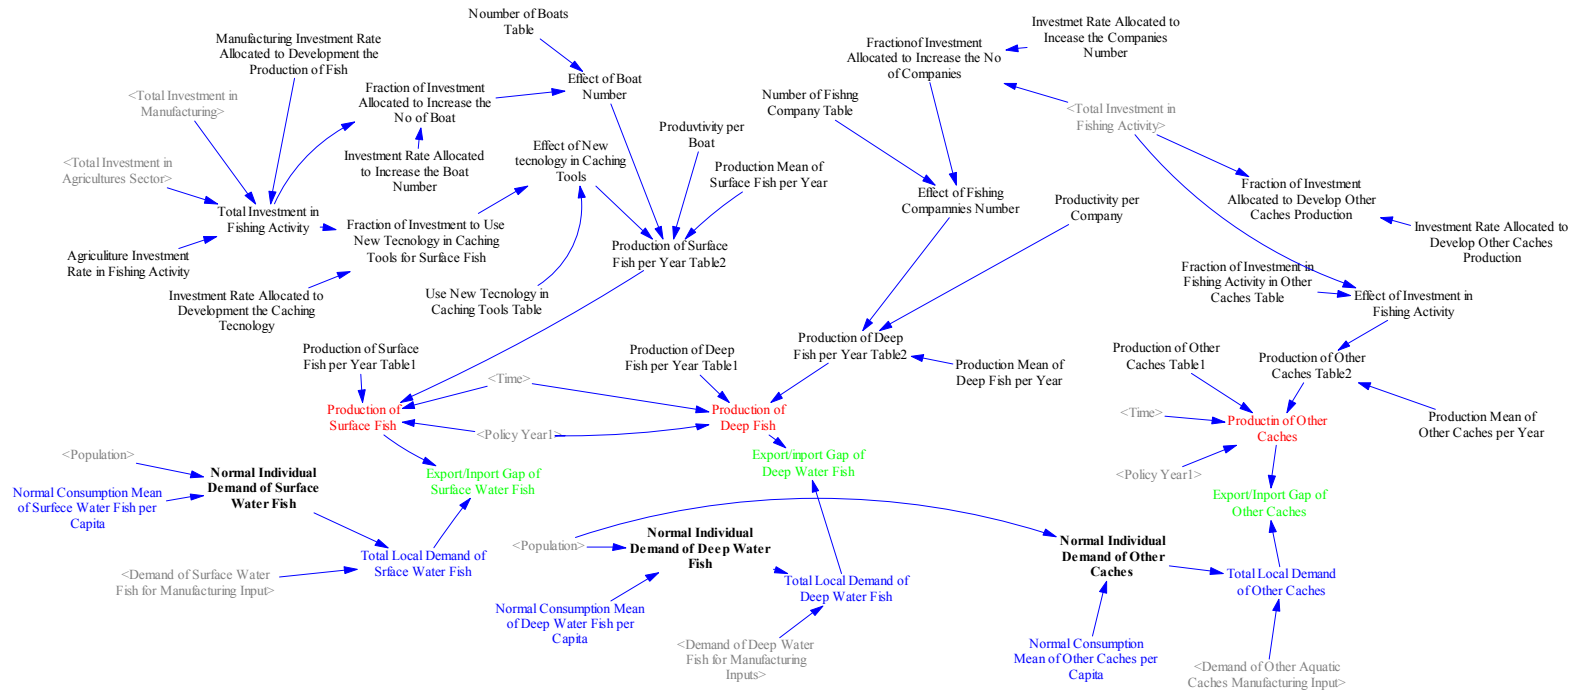 Noumber of Boats
Table
Manufacturing Investment Rate
Allocated to Development the
Production of Fish
Investmet Rate Allocated to
Incease the Companies
Number
Fractionof Investment
Allocated to Increase the No
of Companies
Effect of Boat
Number
<Total Investment in
Manufacturing>
Fraction of Investment
Allocated to Increase the
No of Boat
Number of Fishng
Company Table
<Total Investment in
Fishing Activity>
Produvtivity per
Boat
Effect of New
tecnology in Caching
Tools
Investment Rate Allocated
to Increase the Boat
Number
<Total Investment in
Agricultures Sector>
Production Mean of
Surface Fish per Year
Fraction of Investment
Allocated to Develop Other
Caches Production
Effect of Fishing
Compamnies Number
Productivity per
Company
Total Investment in
Fishing Activity
Fraction of Investment to Use
New Tecnology in Caching
Tools for Surface Fish
Investment Rate Allocated to
Develop Other Caches
Production
Production of Surface
Fish per Year Table2
Agriculiture Investment
Rate in Fishing Activity
Fraction of Investment in
Fishing Activity in Other
Caches Table
Investment Rate Allocated to
Development the Caching
Tecnology
Use New Tecnology in
Caching Tools Table
Effect of Investment in
Fishing Activity
Production of Surface
Fish per Year Table1
Production of Deep
Fish per Year Table1
Production of Deep
Fish per Year Table2
Production Mean of
Deep Fish per Year
Production of Other
Caches Table1
Production of Other
Caches Table2
<Time>
Production of
Surface Fish
Production of
Deep Fish
<Time>
Productin of Other
Caches
Production Mean of
Other Caches per Year
<Policy Year1>
<Population>
Normal Individual
Demand of Surface
Water Fish
Export/Inport Gap of
Surface Water Fish
Export/inport Gap of
Deep Water Fish
<Policy Year1>
Normal Consumption Mean
of Surfece Water Fish per
Capita
Export/Inport Gap of
Other Caches
<Population>
Normal Individual
Demand of Deep Water
Fish
Normal Individual
Demand of Other
Caches
Total Local Demand of
Srface Water Fish
<Demand of Surface Water
Fish for Manufacturing Input>
Total Local Demand of
Deep Water Fish
Total Local Demand
of Other Caches
Normal Consumption Mean
of Deep Water Fish per
Capita
<Demand of Deep Water
Fish for Manufacturing
Inputs>
Normal Consumption
Mean of Other Caches per
Capita
<Demand of Other Aquatic
Caches Manufacturing Input>